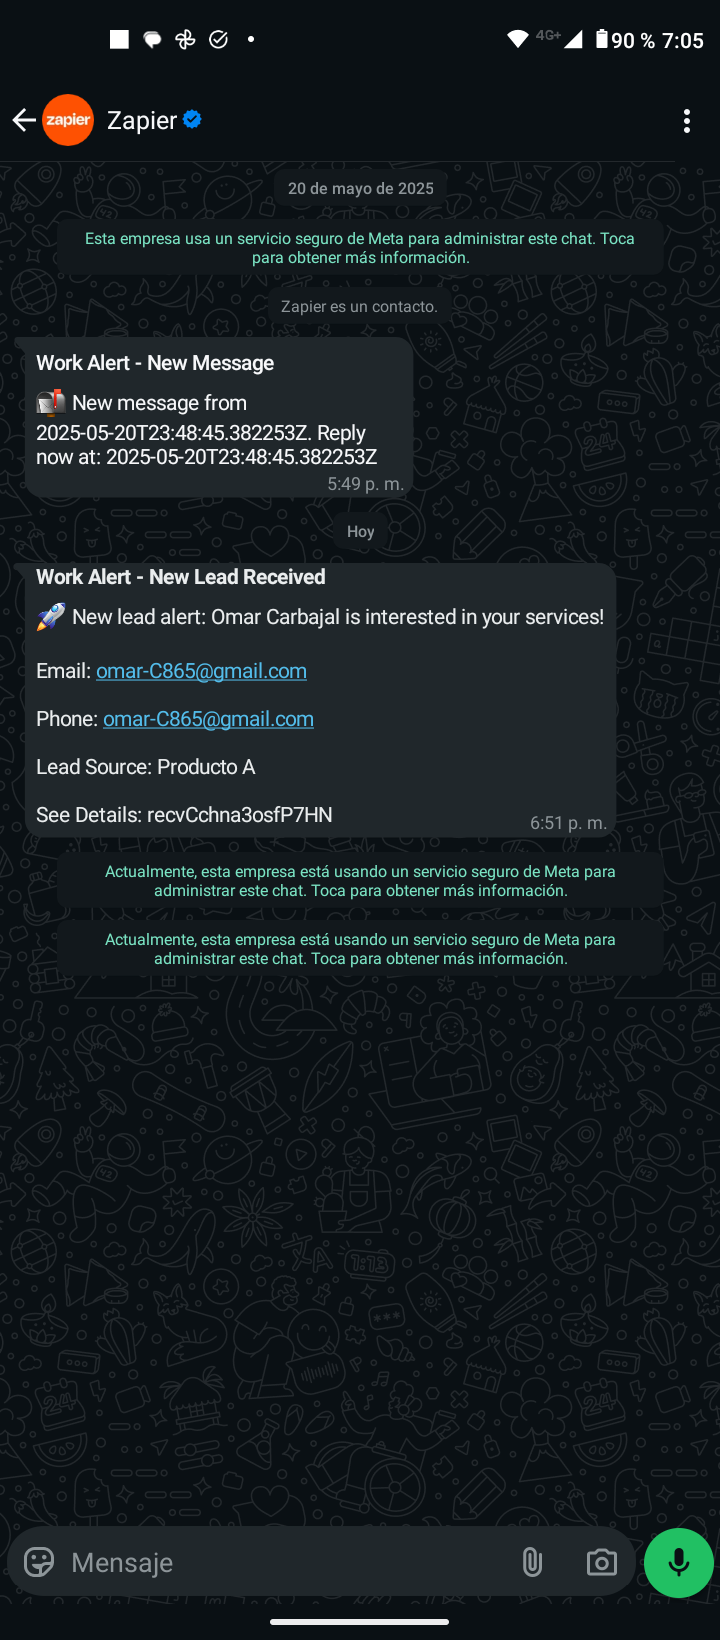 4G+ 90 % 7:05
zapier Zapier
20 de mayo de 2025
Esta empresa usa un servicio seguro de Meta para administrar este chat. Toca
para obtener más información.
Zapier es un contacto.
Work Alert - New Message
📬 New message from
2025-05-20T23:48:45.382253Z. Reply
now at: 2025-05-20T23:48:45.382253Z
5:49 p. m.
Hoy
Work Alert - New Lead Received
🚀 New lead alert: Omar Carbajal is interested in your services!
Email: omar-C865@gmail.com
Phone: omar-C865@gmail.com
Lead Source: Producto A
See Details: recvCchna3osfP7HN
6:51 p. m.
Actualmente, esta empresa está usando un servicio seguro de Meta para
administrar este chat. Toca para obtener más información.
Actualmente, esta empresa está usando un servicio seguro de Meta para
administrar este chat. Toca para obtener más información.
Mensaje